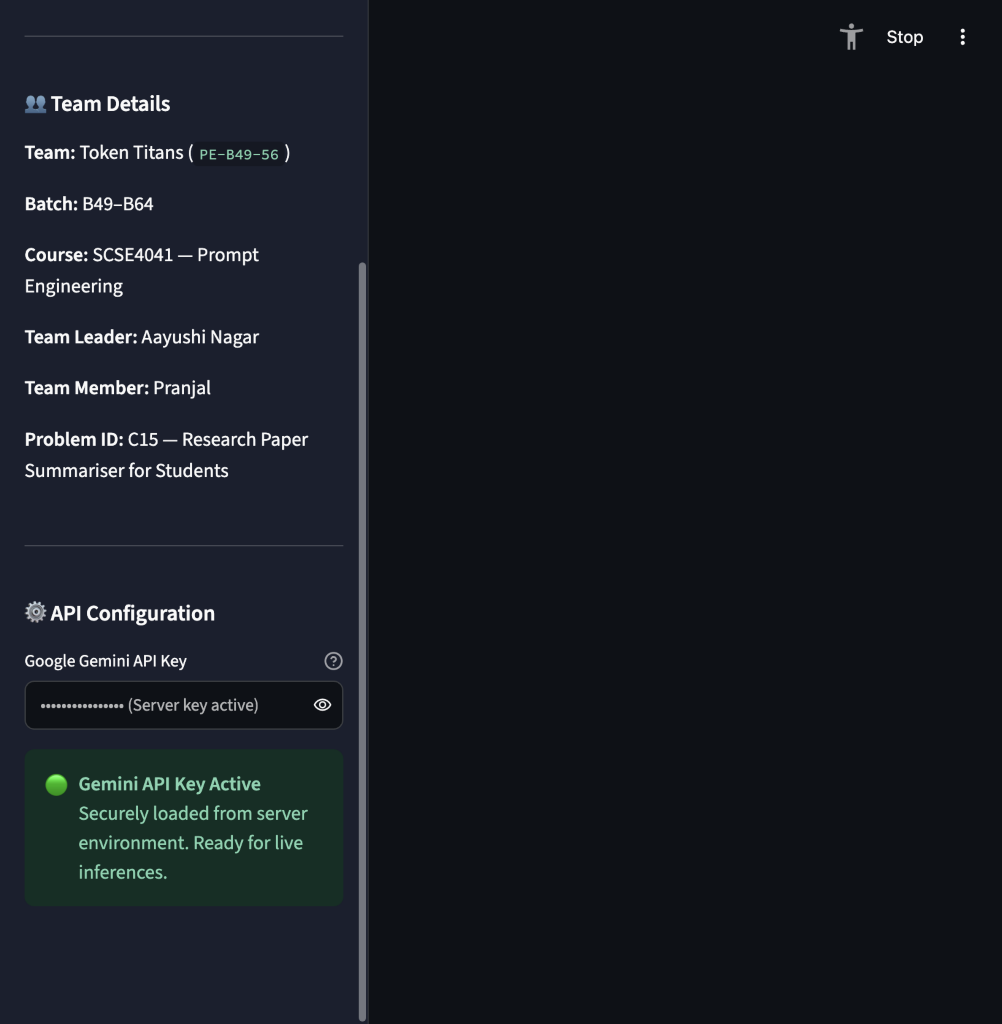 Stop
Team Details
Team: Token Titans ( PE-B49-56 )
Batch: B49–B64
Course: SCSE4041 — Prompt
Engineering
Team Leader: Aayushi Nagar
Team Member: Pranjal
Problem ID: C15 — Research Paper
Summariser for Students
API Configuration
Google Gemini API Key
•••••••••••••••• (Server key active)
Gemini API Key Active
Securely loaded from server
environment. Ready for live
inferences.